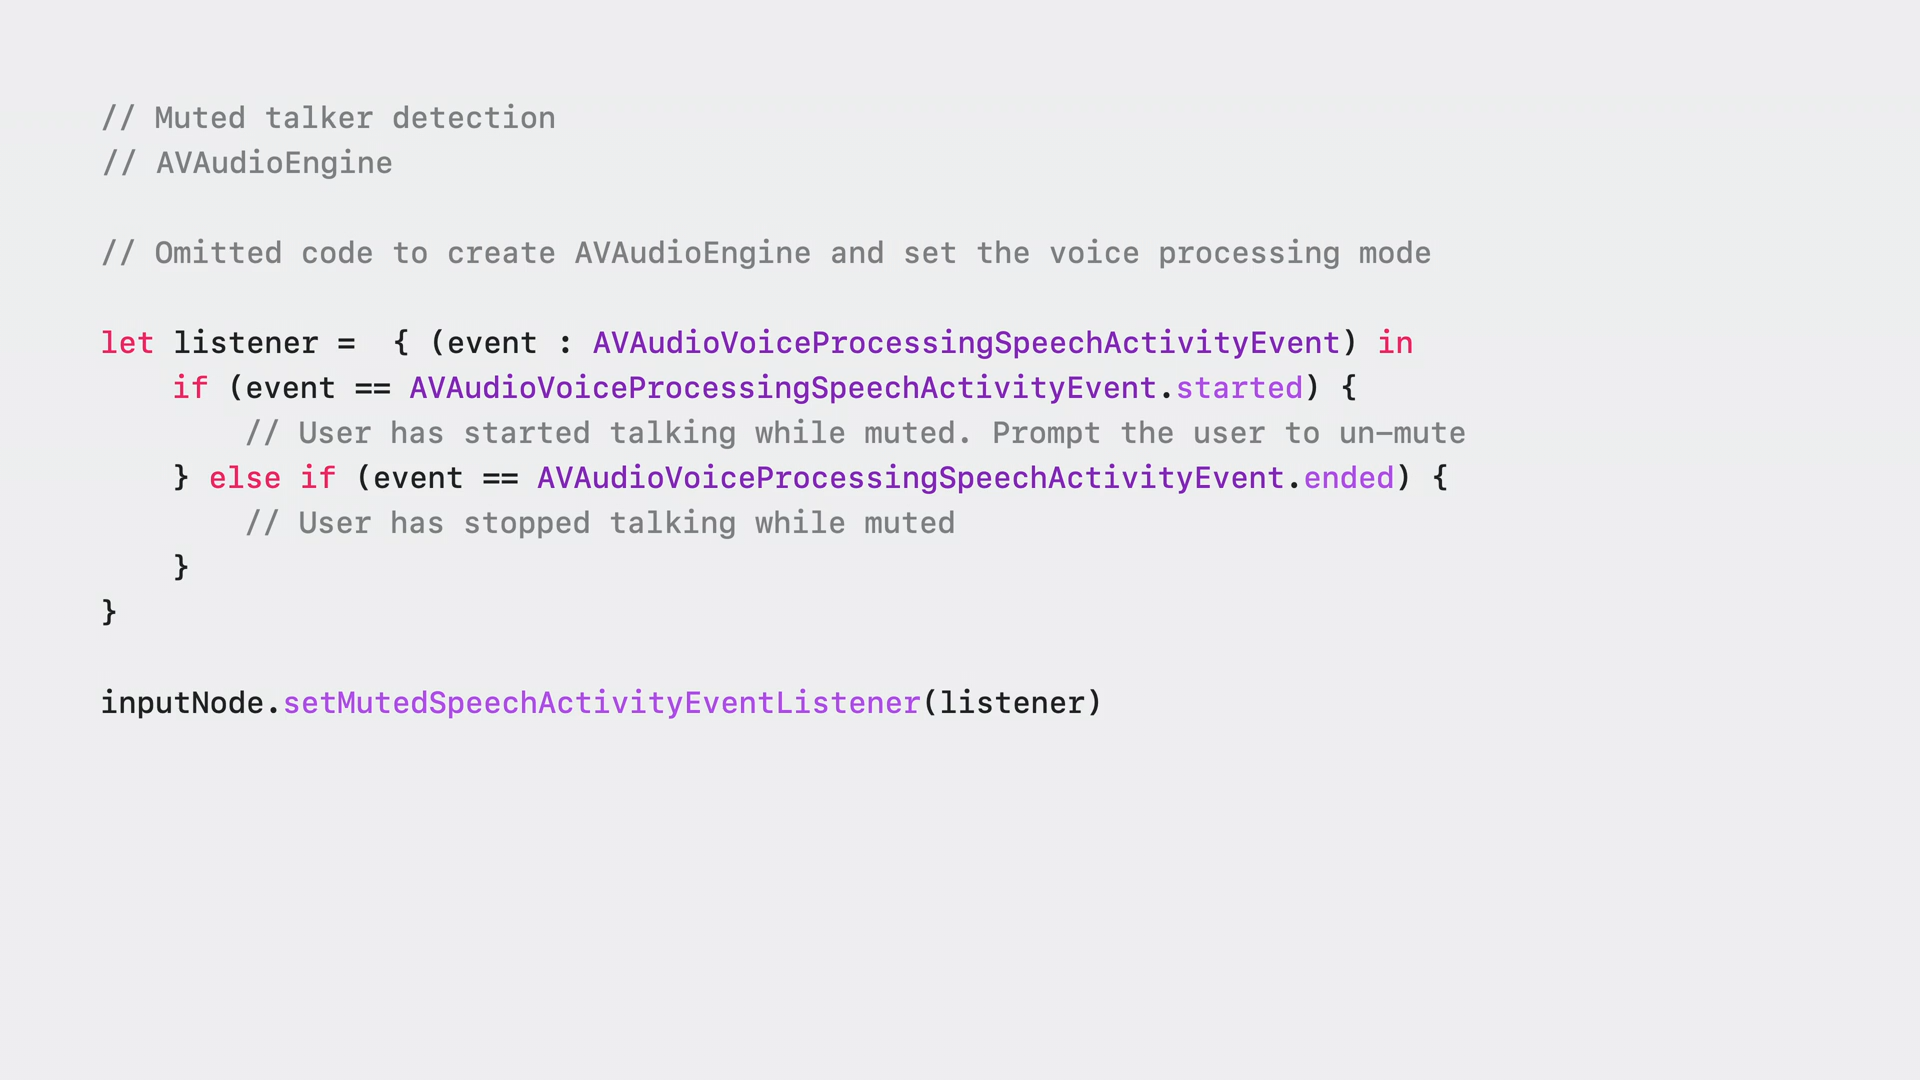 // Muted talker detection
// AVAudioEngine
// Omitted code to create AVAudioEngine and set the voice processing mode
let listener =  { (event : AVAudioVoiceProcessingSpeechActivityEvent) in
    if (event == AVAudioVoiceProcessingSpeechActivityEvent.started) {
        // User has started talking while muted. Prompt the user to un-mute
    } else if (event == AVAudioVoiceProcessingSpeechActivityEvent.ended) {
        // User has stopped talking while muted
    }
}
inputNode.setMutedSpeechActivityEventListener(listener)